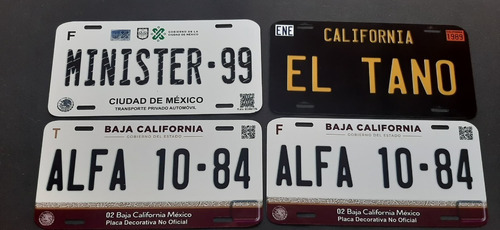 F
GOBIERNO DE LA
CIUDAD DE MÉXICO
MINISTER·99
CIUDAD DE MÉXICO
TRANSPORTE PRIVADO AUTOMÓVIL
ENE
CALIFORNIA
1989
EL TANO
T
BAJA CALIFORNIA
GOBIERNO DEL ESTADO
ALFA 10-84
02 Baja California México
Placa Decorativa No Oficial
F
BAJA CALIFORNIA
GOBIERNO DEL ESTADO
ALFA 10-84
02 Baja California México
Placa Decorativa No Oficial